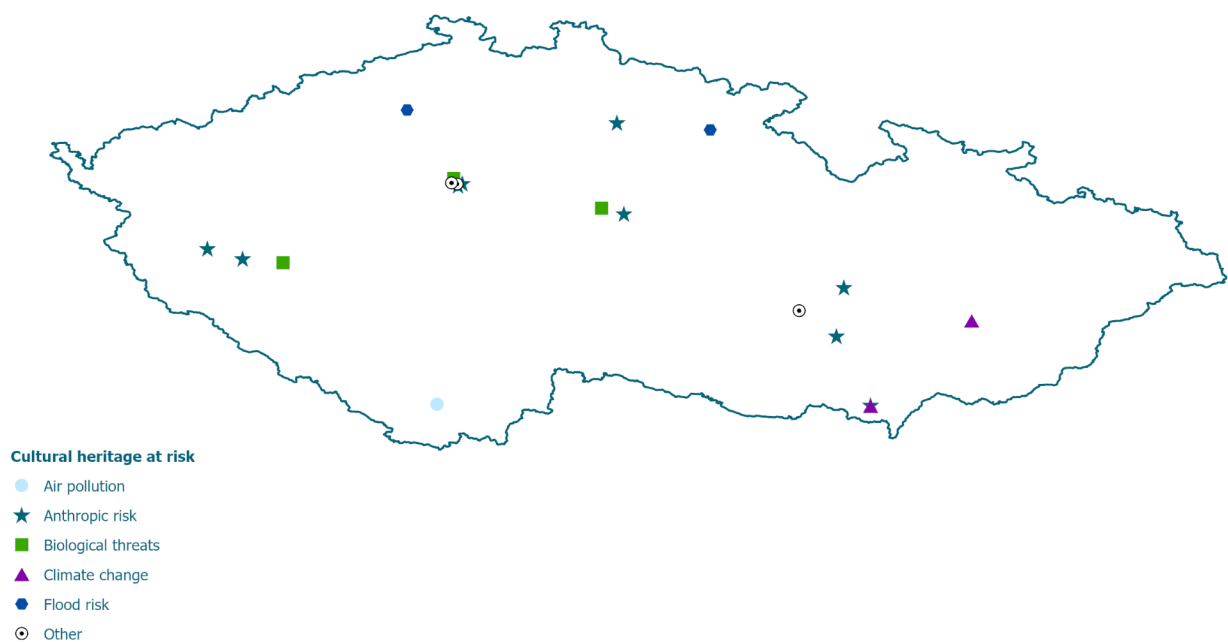 Cultural heritage at risk
Air pollution
Anthropic risk
Biological threats
Climate change
Flood risk
Other